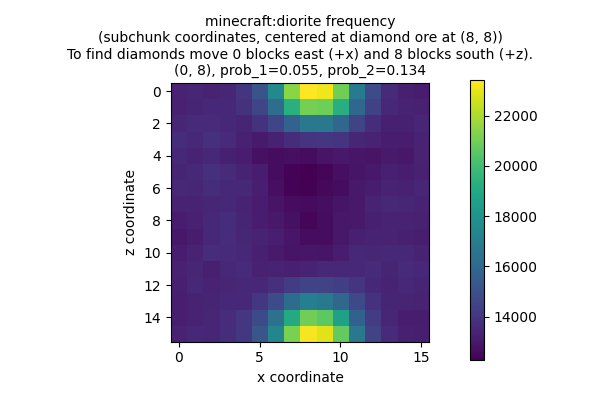 minecraft:diorite frequency
(subchunk coordinates, centered at diamond ore at (8, 8))
To find diamonds move 0 blocks east (+x) and 8 blocks south (+z).
(0, 8), prob_1=0.055, prob_2=0.134
0
2
4
6
8
10
12
14
z coordinate
0 5 10 15
x coordinate
22000
20000
18000
16000
14000